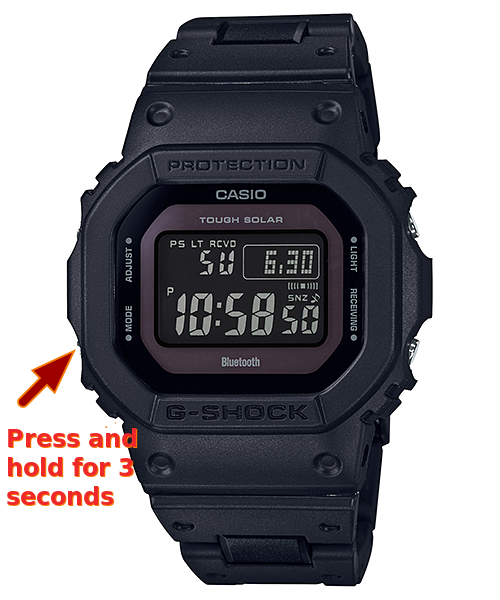 PROTECTION
CASIO
TOUGH SOLAR
ADJUST
LIGHT
PS LT RCVD
SU 6.30
P
SNZ
10:58 50
MODE
RECEIVING
Bluetooth
G-SHOCK
Press and
hold for 3
seconds